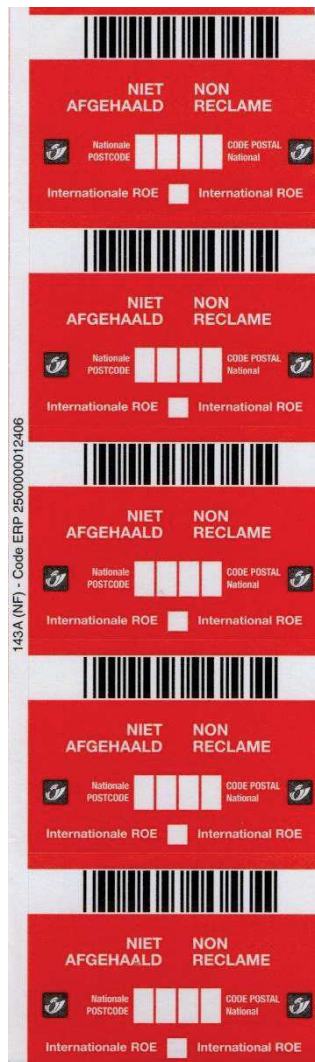 143A (NF) - Code ERP 2500000012406
NIET NON
AFGEHAALD RECLAME
Nationale CODE POSTAL
POSTCODE National
Internationale ROE International ROE
NIET NON
AFGEHAALD RECLAME
Nationale CODE POSTAL
POSTCODE National
Internationale ROE International ROE
NIET NON
AFGEHAALD RECLAME
Nationale CODE POSTAL
POSTCODE National
Internationale ROE International ROE
NIET NON
AFGEHAALD RECLAME
Nationale CODE POSTAL
POSTCODE National
Internationale ROE International ROE
NIET NON
AFGEHAALD RECLAME
Nationale CODE POSTAL
POSTCODE National
Internationale ROE International ROE